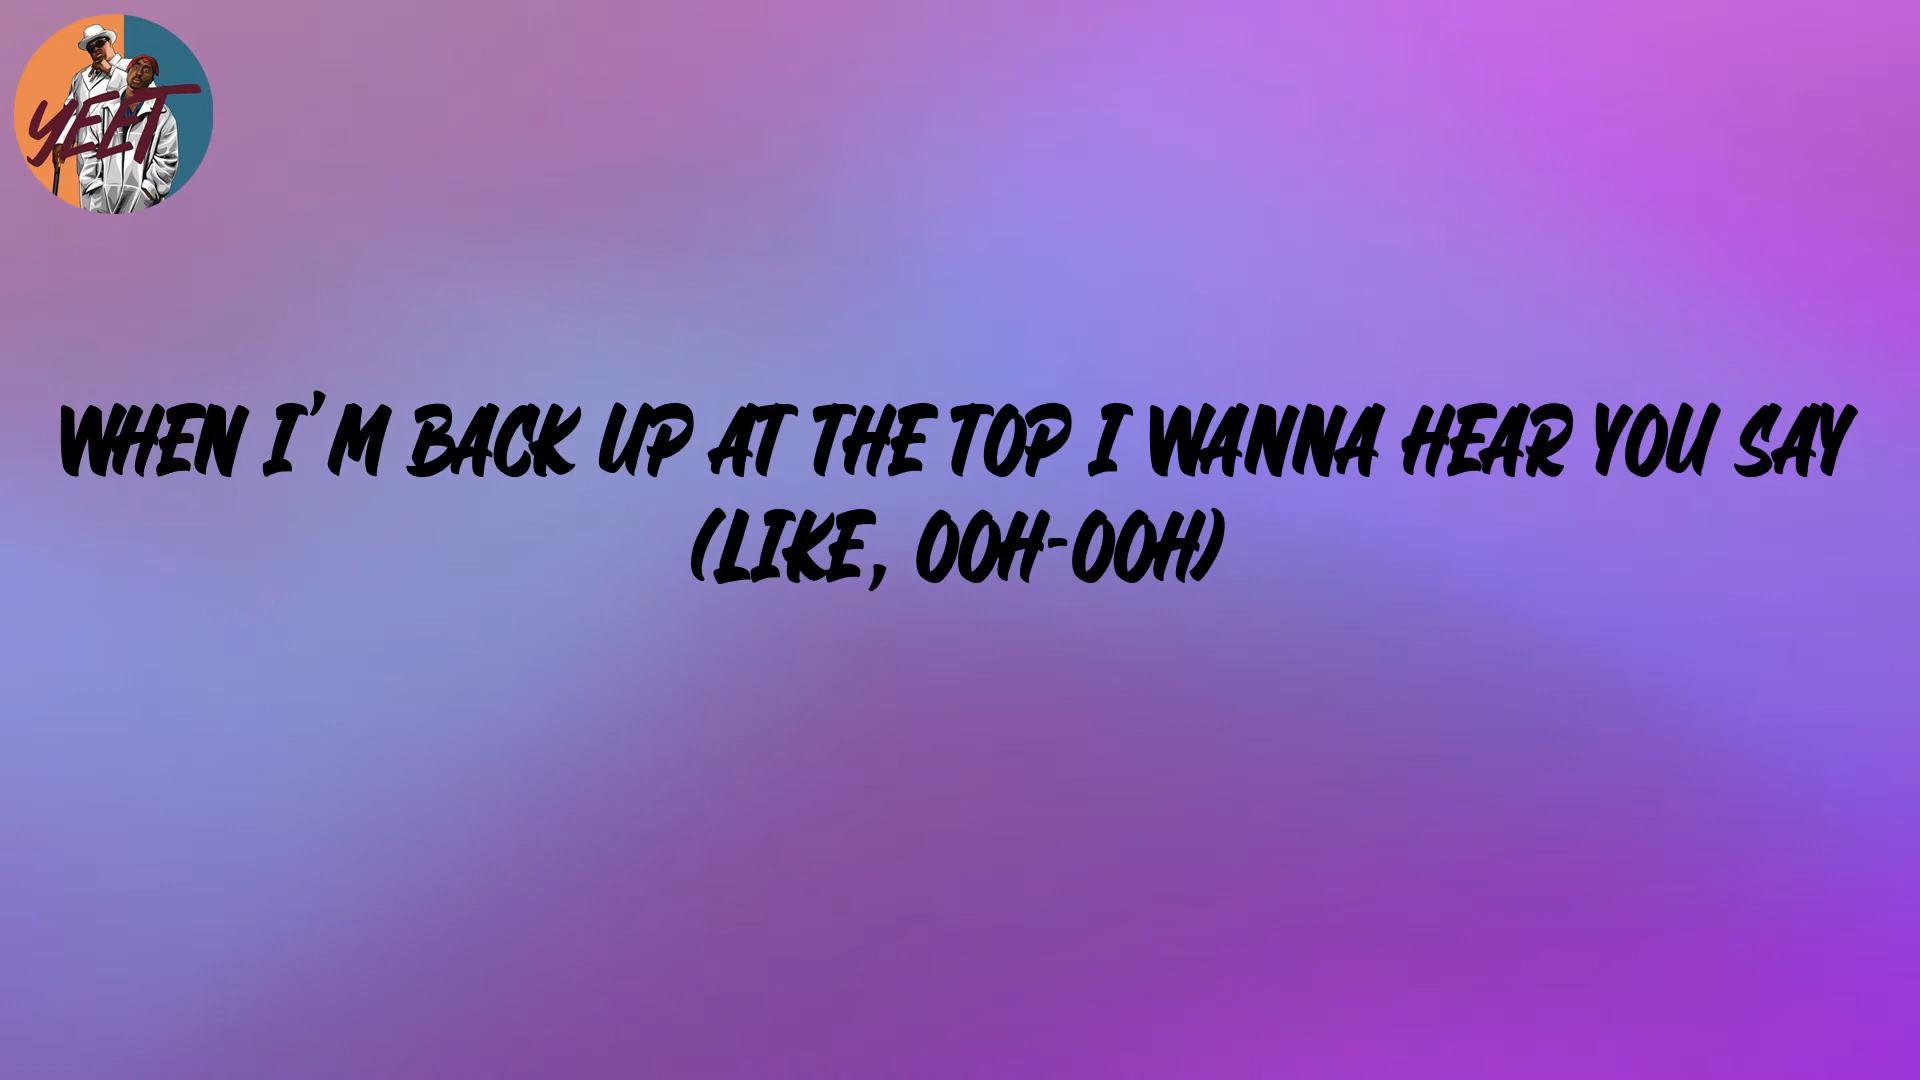 YEET
WHEN I'M BACK UP AT THE TOP I WANNA HEAR YOU SAY
(LIKE, OOH-OOH)